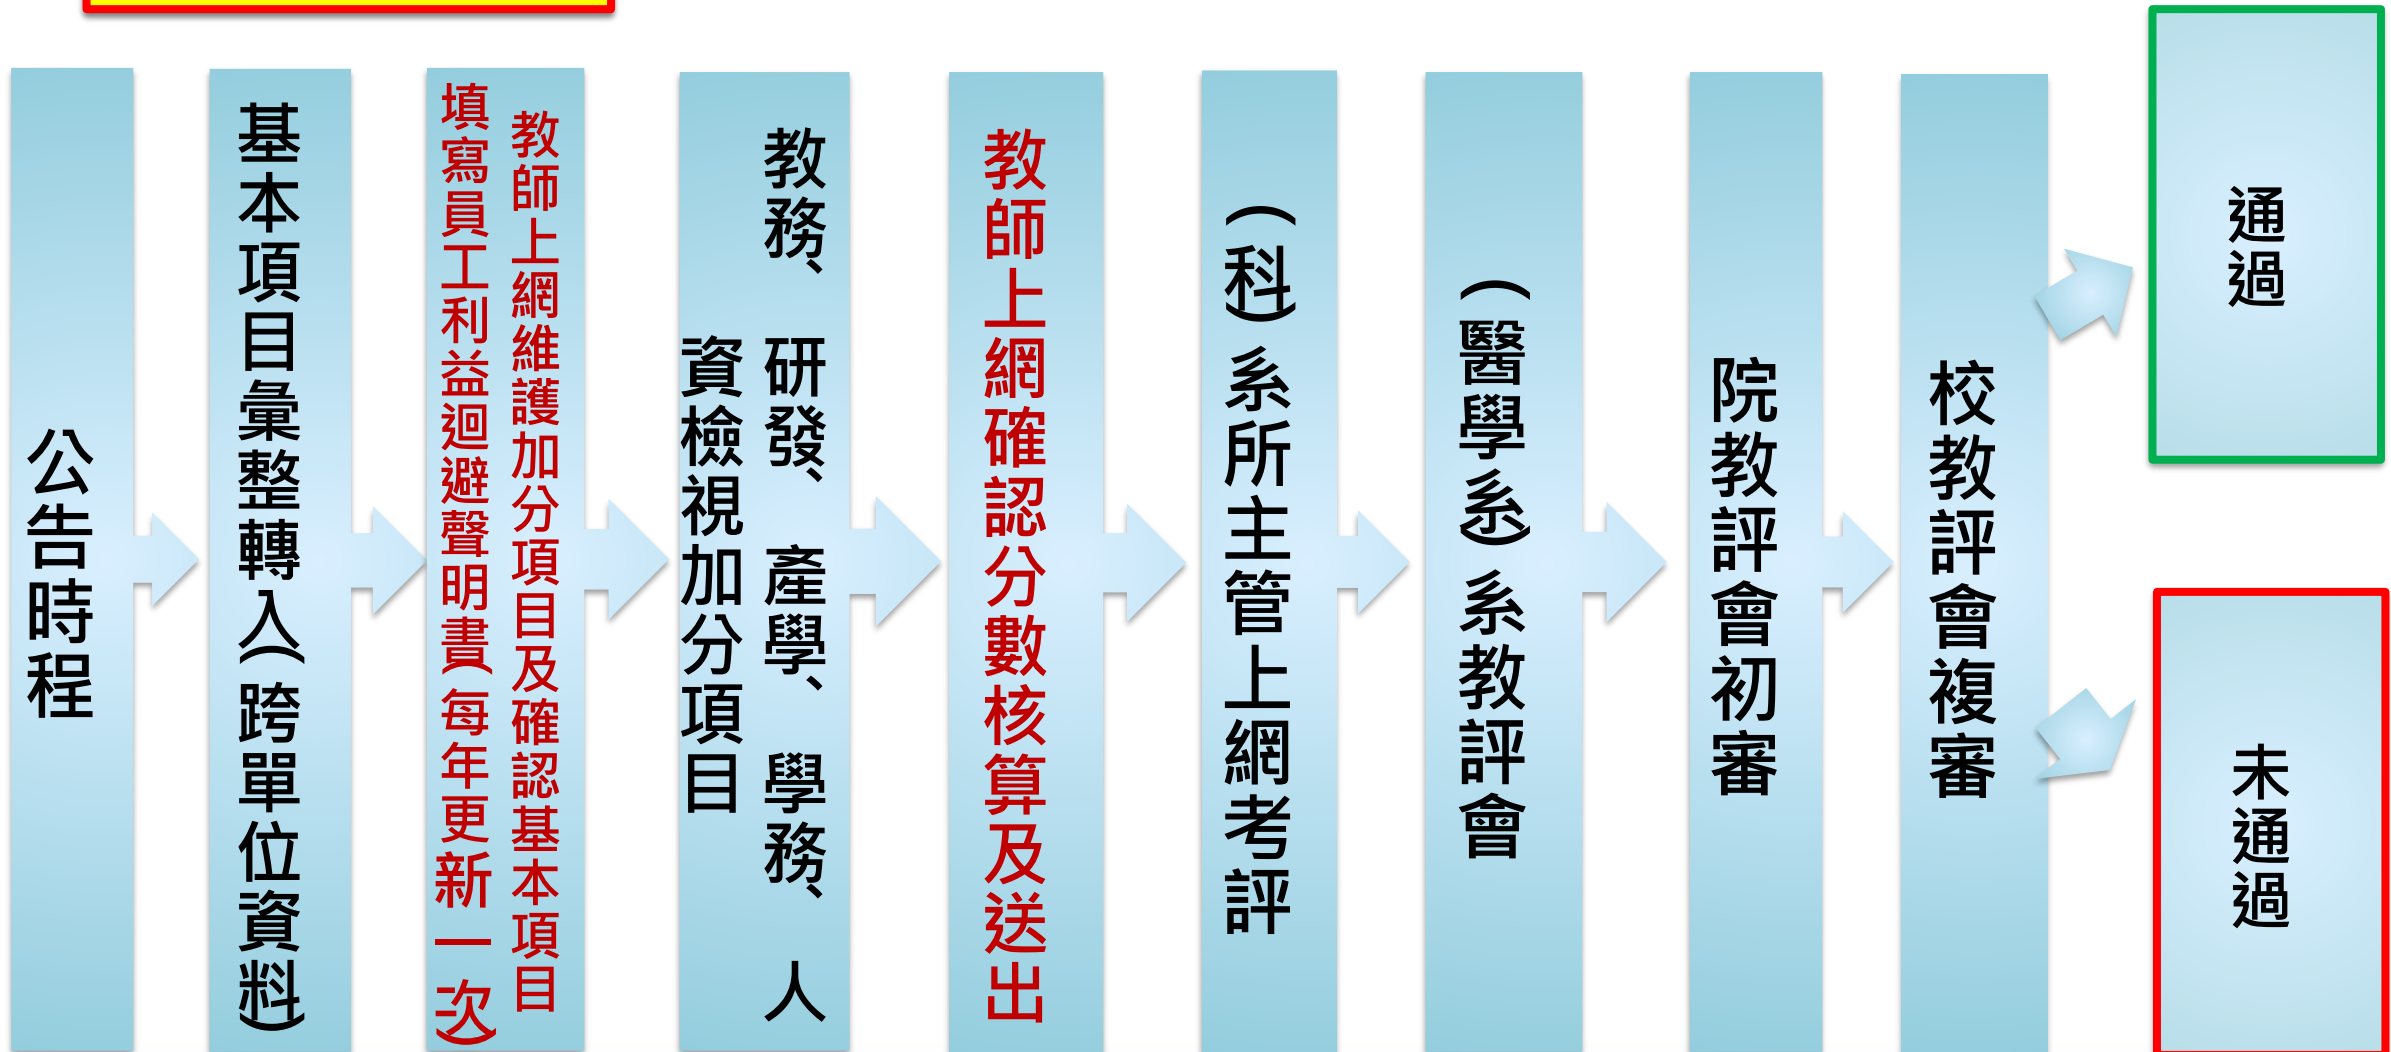 公告時程
基本項目彙整轉入(跨單位資料)
教師上網維護加分項目及確認基本項目
填寫員工利益迴避聲明書(每年更新一次)
教務、研發、產學、學務、人
資檢視加分項目
教師上網確認分數核算及送出
(科)系所主管上網考評
(醫學系)系教評會
院教評會初審
校教評會複審
通過
未通過